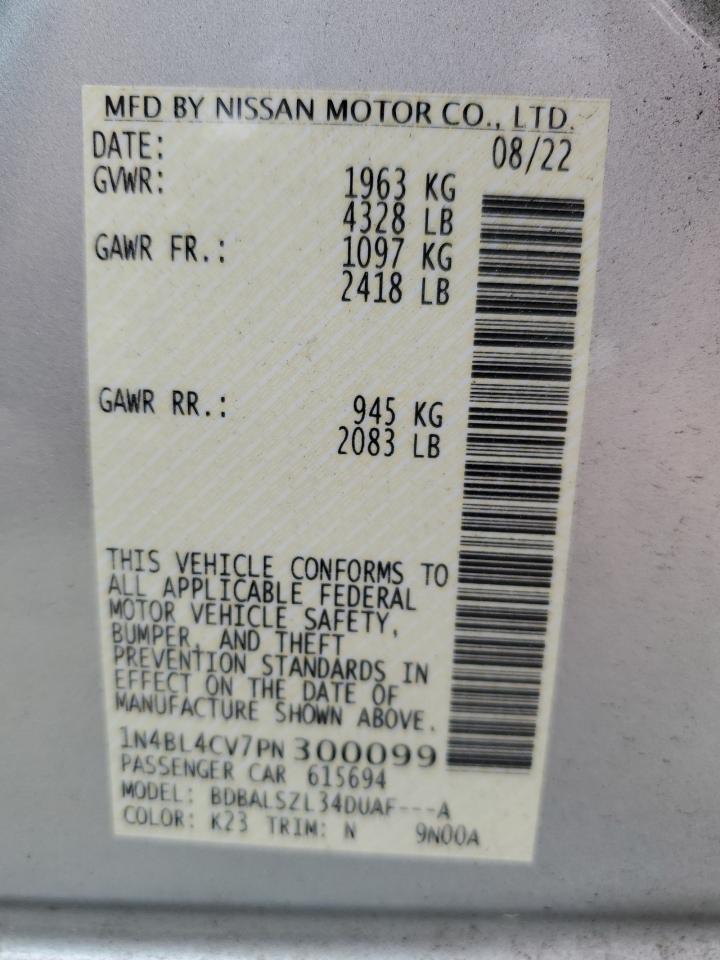 MFD BY NISSAN MOTOR CO., LTD.
DATE: 08/22
GVWR: 1963 KG
4328 LB
GAWR FR.: 1097 KG
2418 LB
GAWR RR.: 945 KG
2083 LB
THIS VEHICLE CONFORMS TO
ALL APPLICABLE FEDERAL
MOTOR VEHICLE SAFETY,
BUMPER, AND THEFT
PREVENTION STANDARDS IN
EFFECT ON THE DATE OF
MANUFACTURE SHOWN ABOVE.
1N4BL4CV7PN 300099
PASSENGER CAR 615694
MODEL: BDBALSZL34DUAF---A
COLOR: K23 TRIM: N 9N00A